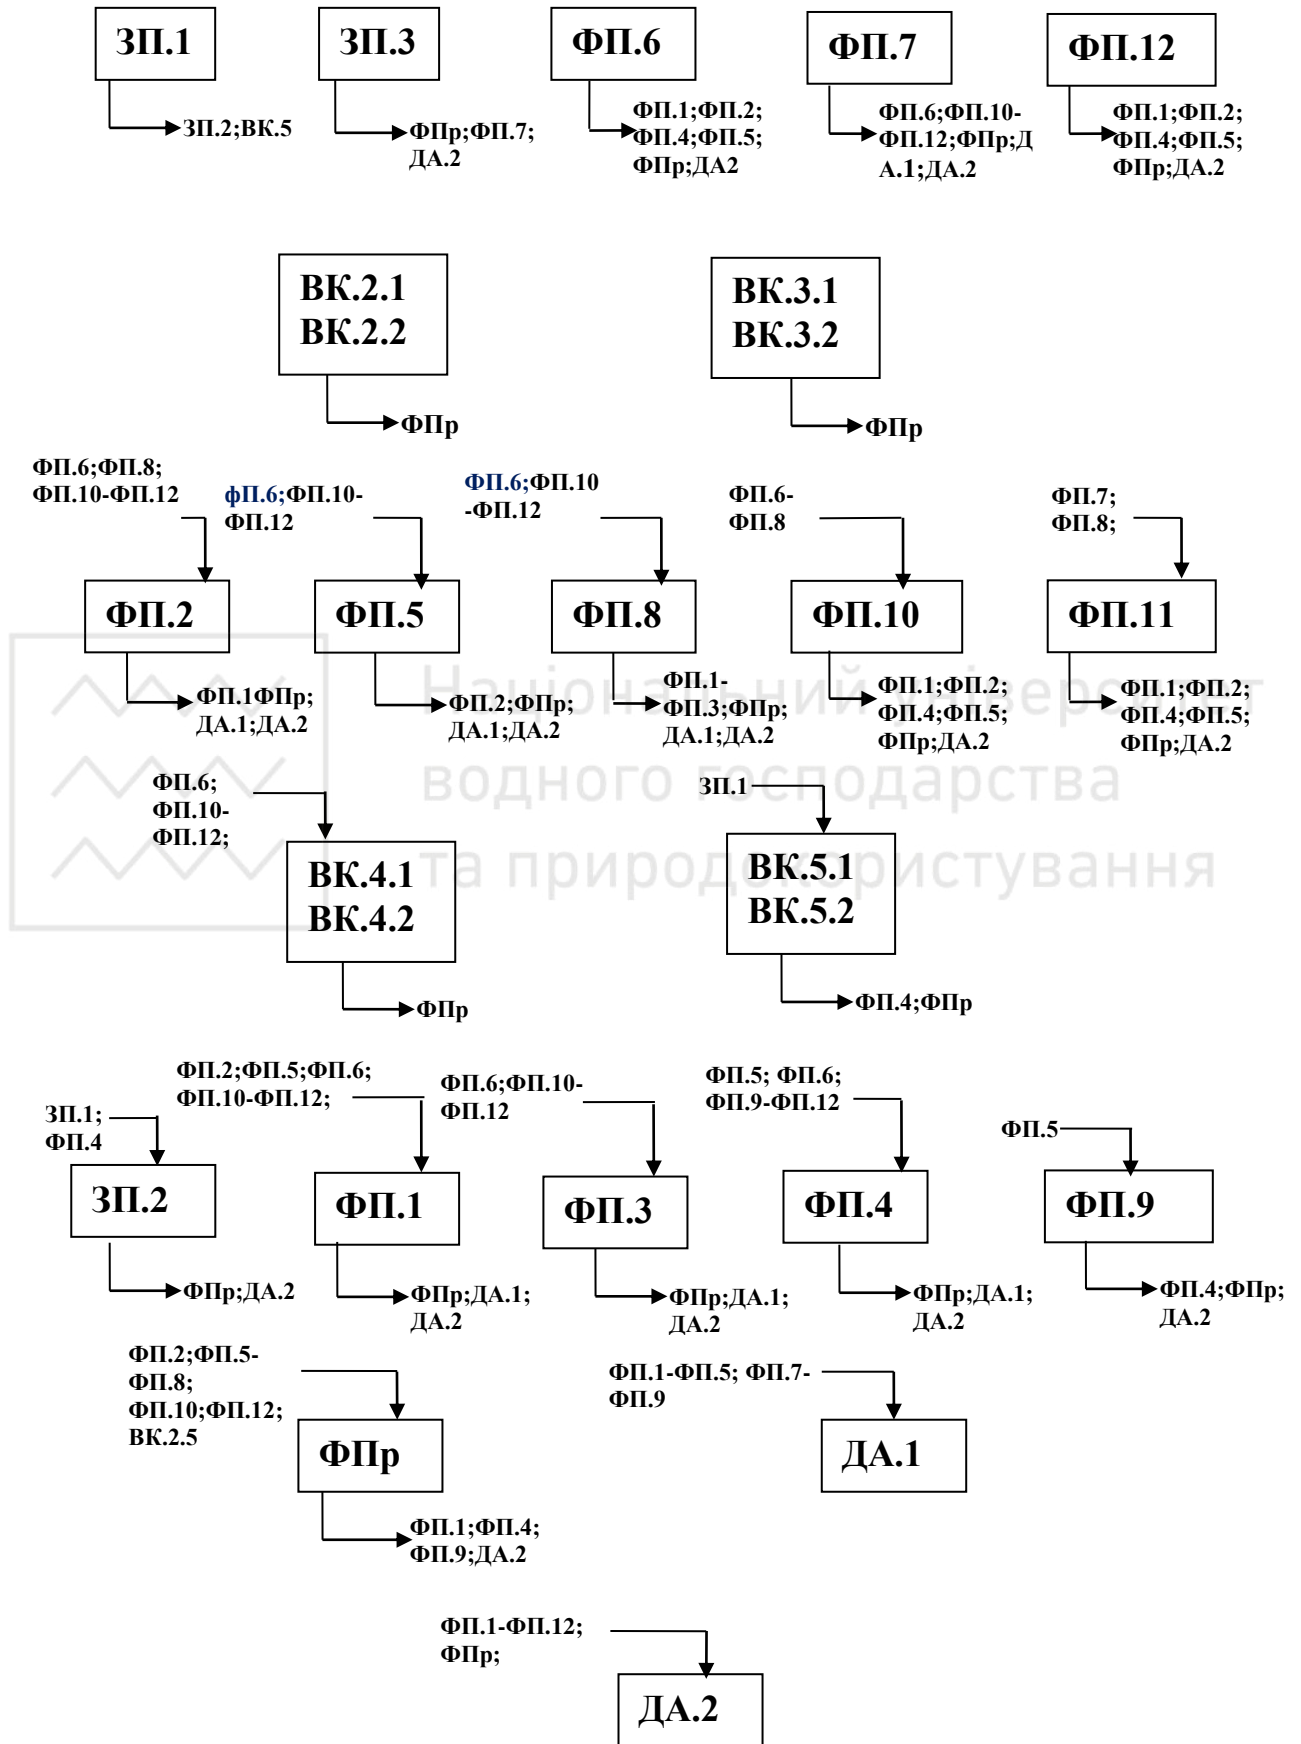 ЗП.1
ЗП.3
ФП.6
ФП.7
ФП.12
ЗП.2;ВК.5
ФПр;ФП.7;
ДА.2
ФП.1;ФП.2;
ФП.4;ФП.5;
ФПр;ДА2
ФП.6;ФП.10-
ФП.12;ФПр;Д
А.1;ДА.2
ФП.1;ФП.2;
ФП.4;ФП.5;
ФПр;ДА.2
ВК.2.1
ВК.2.2
ФПр
ВК.3.1
ВК.3.2
ФПр
ФП.6;ФП.8;
ФП.10-ФП.12
фП.6;ФП.10-
ФП.12
ФП.6;ФП.10
-ФП.12
ФП.6-
ФП.8
ФП.7;
ФП.8;
ФП.2
ФП.5
ФП.8
ФП.10
ФП.11
ФП.1ФПр;
ДА.1;ДА.2
ФП.2;ФПр;
ДА.1;ДА.2
ФП.1-
ФП.3;ФПр;
ДА.1;ДА.2
ФП.1;ФП.2;
ФП.4;ФП.5;
ФПр;ДА.2
ФП.1;ФП.2;
ФП.4;ФП.5;
ФПр;ДА.2
Національний університет
водного господарства
та природокористування
ФП.6;
ФП.10-
ФП.12;
ВК.4.1
ВК.4.2
ФПр
ЗП.1
ВК.5.1
ВК.5.2
ФП.4;ФПр
ЗП.1;
ФП.4
ФП.2;ФП.5;ФП.6;
ФП.10-ФП.12;
ФП.6;ФП.10-
ФП.12
ФП.5; ФП.6;
ФП.9-ФП.12
ФП.5
ЗП.2
ФП.1
ФП.3
ФП.4
ФП.9
ФПр;ДА.2
ФПр;ДА.1;
ДА.2
ФПр;ДА.1;
ДА.2
ФПр;ДА.1;
ДА.2
ФП.4;ФПр;
ДА.2
ФП.2;ФП.5-
ФП.8;
ФП.10;ФП.12;
ВК.2.5
ФПр
ФП.1;ФП.4;
ФП.9;ДА.2
ФП.1-ФП.5; ФП.7-
ФП.9
ДА.1
ФП.1-ФП.12;
ФПр;
ДА.2